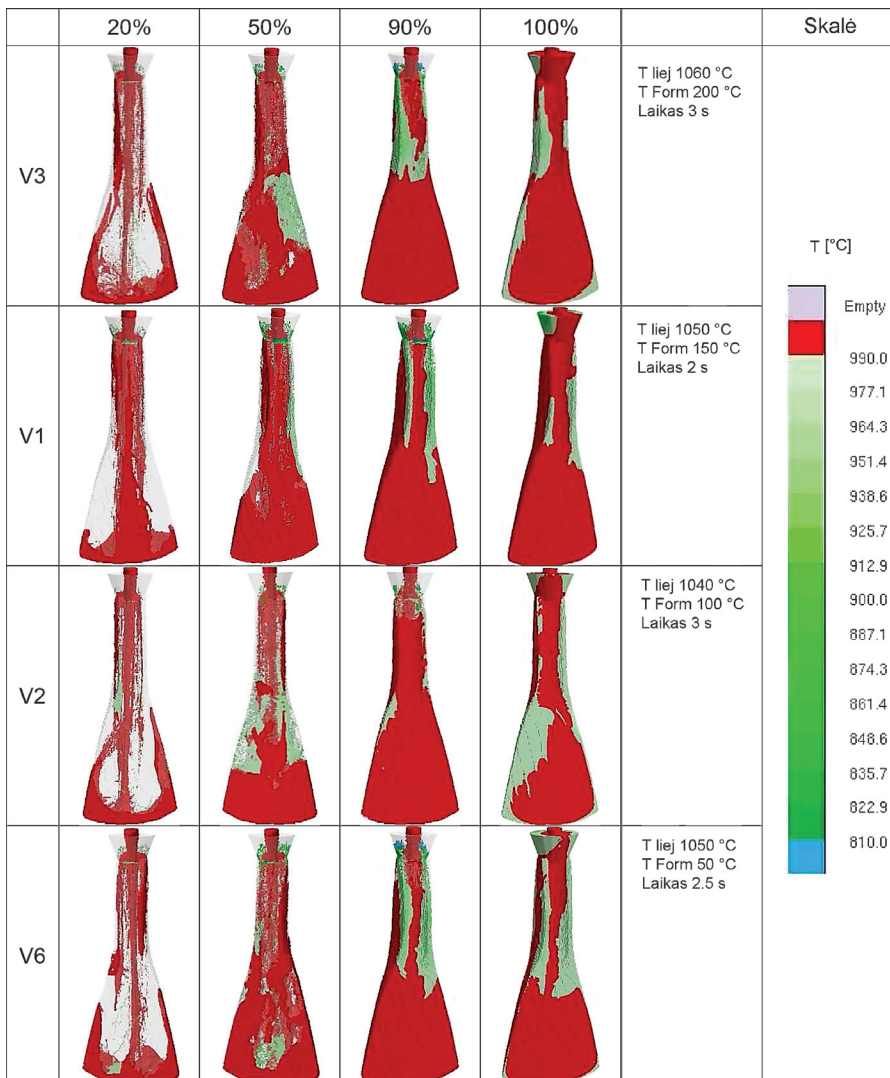 20% 50% 90% 100% Skalė
V3
T liej 1060 °C
T Form 200 °C
Laikas 3 s
V1
T liej 1050 °C
T Form 150 °C
Laikas 2 s
V2
T liej 1040 °C
T Form 100 °C
Laikas 3 s
V6
T liej 1050 °C
T Form 50 °C
Laikas 2.5 s
T [°C]
Empty
990.0
977.1
964.3
951.4
938.6
925.7
912.9
900.0
887.1
874.3
861.4
848.6
835.7
822.9
810.0